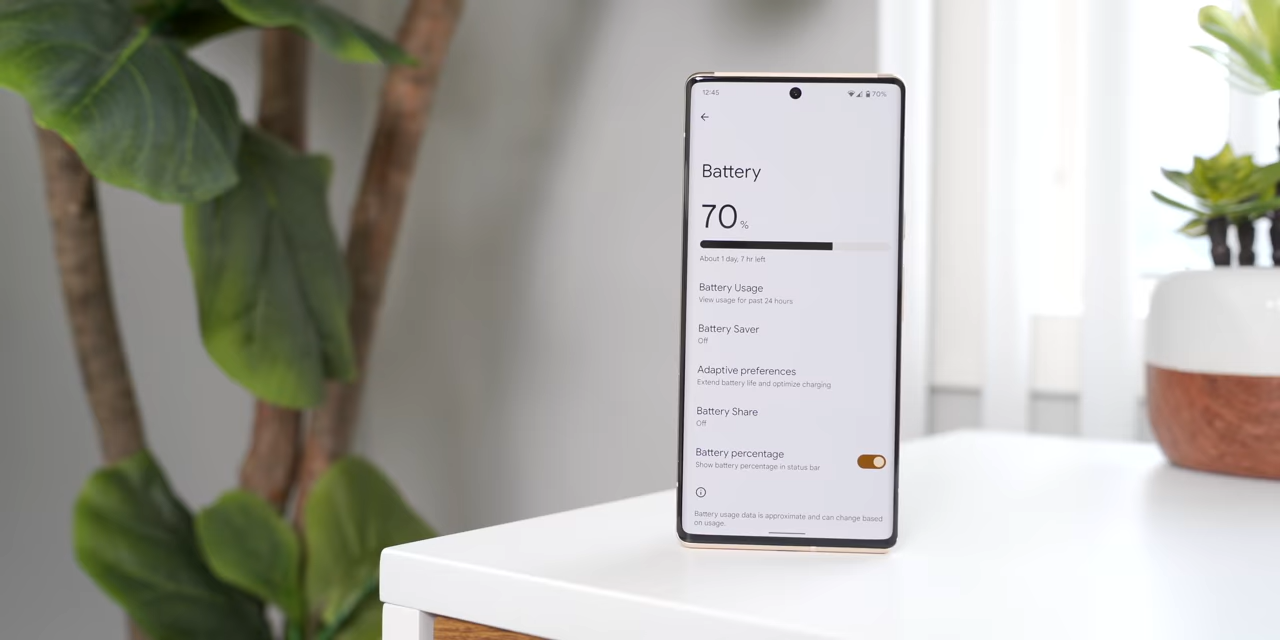 12:45
70%
Battery
70%
About 1 day, 7 hr left
Battery Usage
View usage for past 24 hours
Battery Saver
Off
Adaptive preferences
Extend battery life and optimize charging
Battery Share
Off
Battery percentage
Show battery percentage in status bar
Battery usage data is approximate and can change based
on usage.